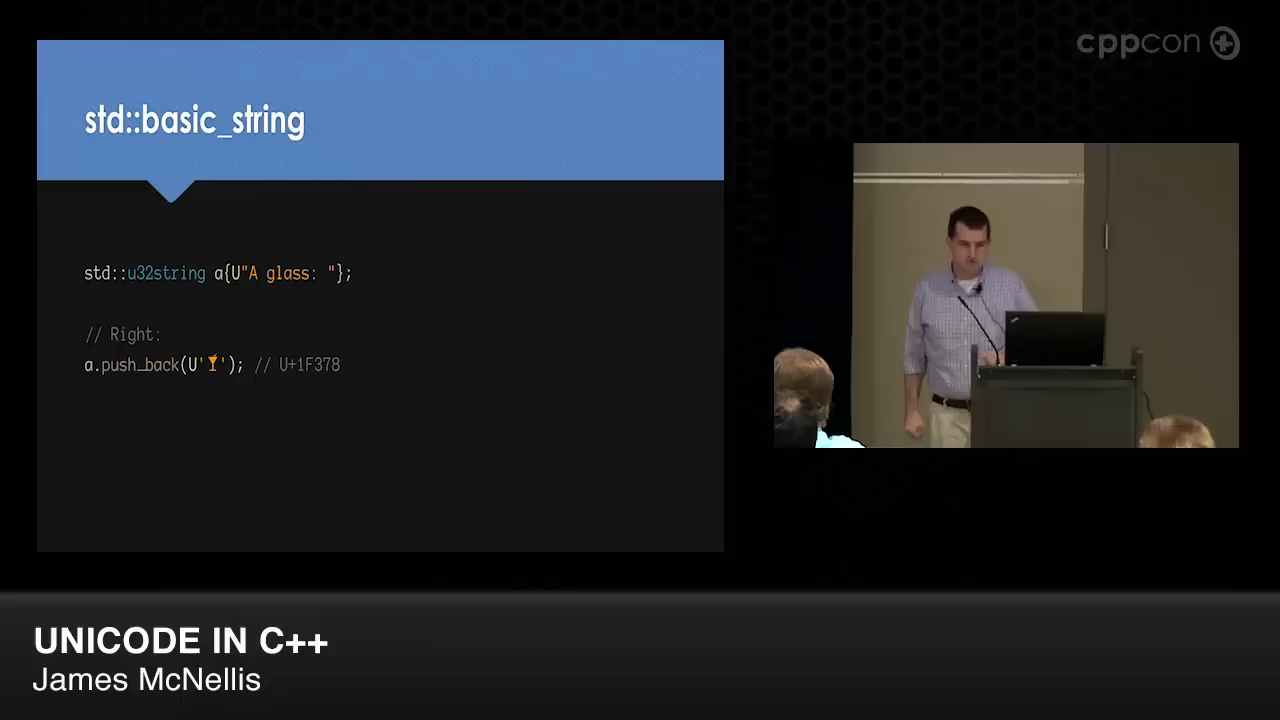 cppcon
std::basic_string
std::u32string a{U"A glass: "};
// Right:
a.push_back(U'🍸'); // U+1F378
UNICODE IN C++
James McNellis